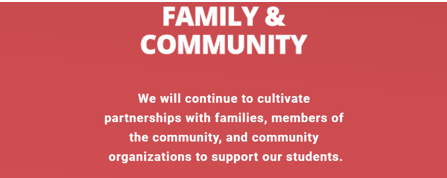 FAMILY &
COMMUNITY
We will continue to cultivate
partnerships with families, members of
the community, and community
organizations to support our students.